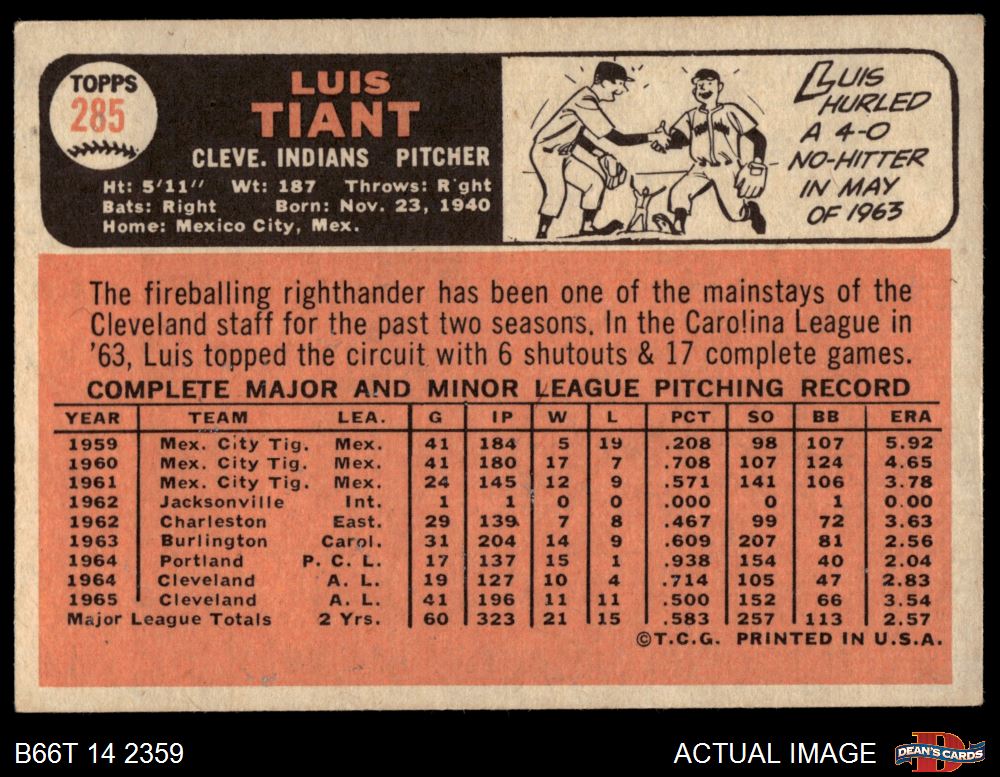 TOPPS
285
LUIS
TIANT
CLEVE. INDIANS PITCHER
Ht: 5'11" Wt: 187 Throws: Right
Bats: Right Born: Nov. 23, 1940
Home: Mexico City, Mex.
LUIS
HURLED
A 4-0
NO-HITTER
IN MAY
OF 1963
The fireballing righthander has been one of the mainstays of the
Cleveland staff for the past two seasons. In the Carolina League in
'63, Luis topped the circuit with 6 shutouts & 17 complete games.
COMPLETE MAJOR AND MINOR LEAGUE PITCHING RECORD
YEAR TEAM LEA. G IP W L PCT SO BB ERA
1959 Mex. City Tig. Mex. 41 184 5 19 .208 98 107 5.92
1960 Mex. City Tig. Mex. 41 180 17 7 .708 107 124 4.65
1961 Mex. City Tig. Mex. 24 145 12 9 .571 141 106 3.78
1962 Jacksonville Int. 1 1 0 0 .000 0 1 0.00
1962 Charleston East. 29 139 7 8 .467 99 72 3.63
1963 Burlington Carol. 31 204 14 9 .609 207 81 2.56
1964 Portland P. C. L. 17 137 15 1 .938 154 40 2.04
1964 Cleveland A. L. 19 127 10 4 .714 105 47 2.83
1965 Cleveland A. L. 41 196 11 11 .500 152 66 3.54
Major League Totals 2 Yrs. 60 323 21 15 .583 257 113 2.57
©T.C.G. PRINTED IN U.S.A.
B66T 14 2359
ACTUAL IMAGE
DEAN'S CARDS